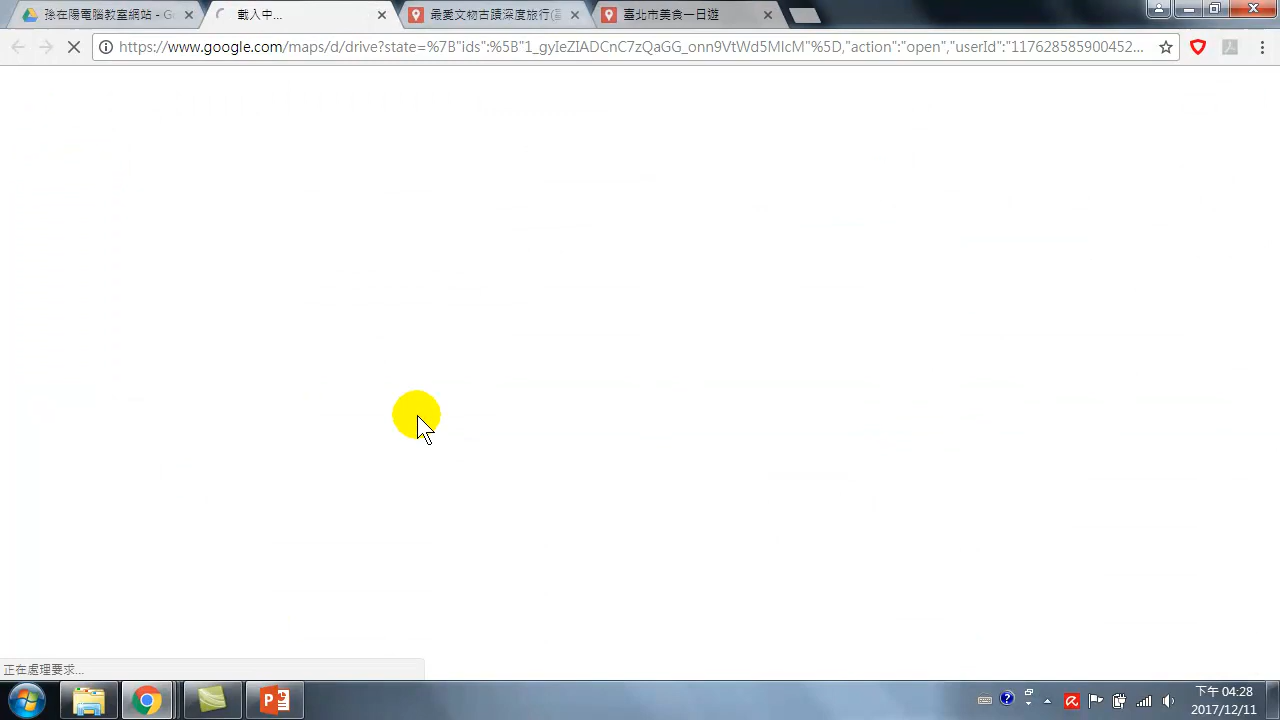 孫在陽電腦教室網站 - Go
載入中...
最愛文物古蹟深度旅行(
臺北市美食一日遊
https://www.google.com/maps/d/drive?state=%7B"ids":%5B"1_gyIeZIADCnC7zQaGG_onn9VtWd5MlcM"%5D,"action":"open","userId":"117628585900452...
正在處理要求...
下午 04:28
2017/12/11